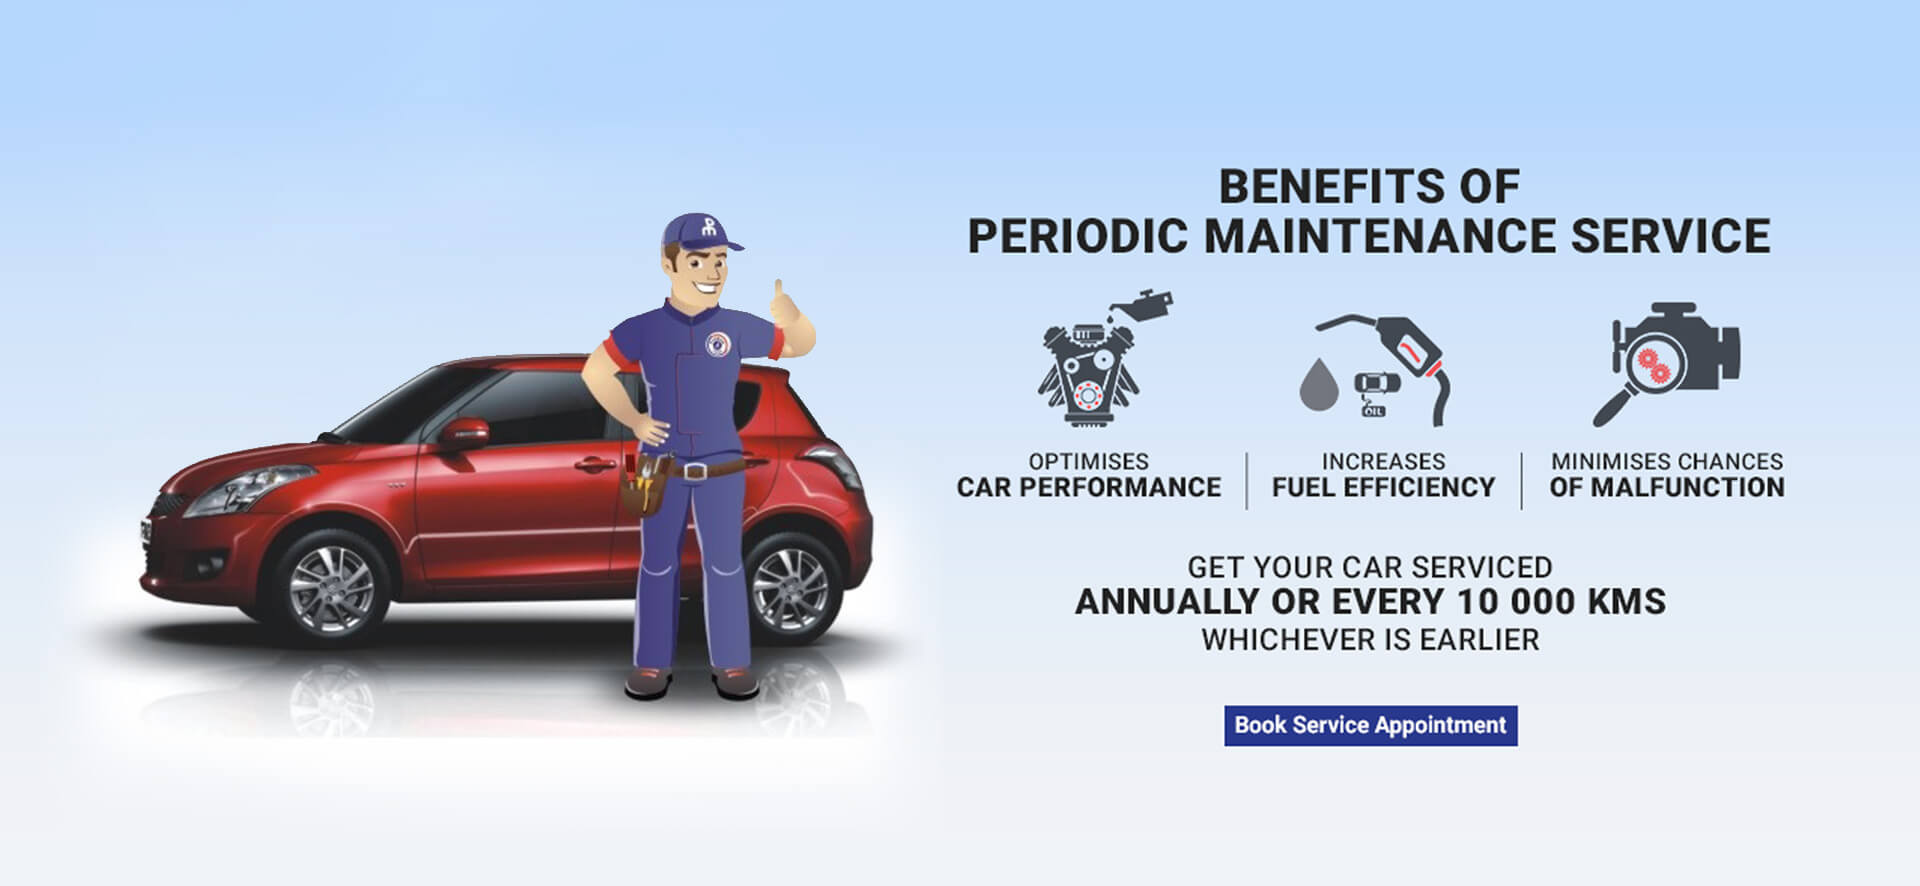 BENEFITS OF
PERIODIC MAINTENANCE SERVICE
OPTIMISES
CAR PERFORMANCE
OIL
INCREASES
FUEL EFFICIENCY
MINIMISES CHANCES
OF MALFUNCTION
GET YOUR CAR SERVICED
ANNUALLY OR EVERY 10 000 KMS
WHICHEVER IS EARLIER
Book Service Appointment